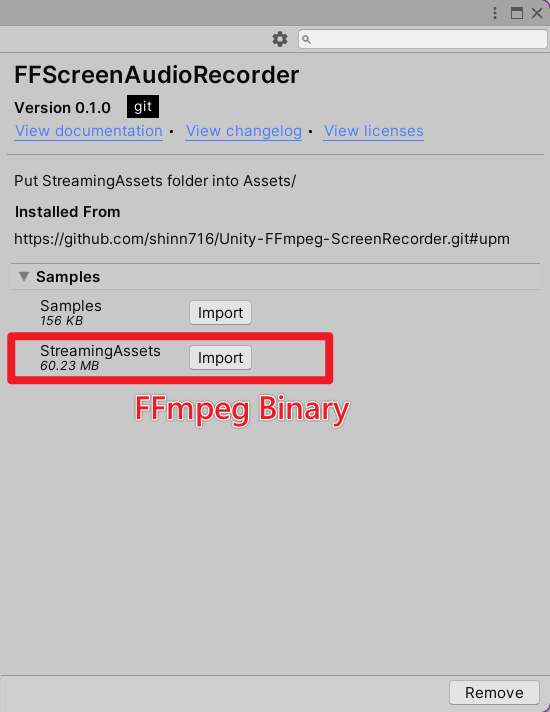 FFScreenAudioRecorder
Version 0.1.0 git
View documentation • View changelog • View licenses
Put StreamingAssets folder into Assets/
Installed From
https://github.com/shinn716/Unity-FFmpeg-ScreenRecorder.git#upm
Samples
Samples Import
156 KB
StreamingAssets Import
60.23 MB
FFmpeg Binary
Remove